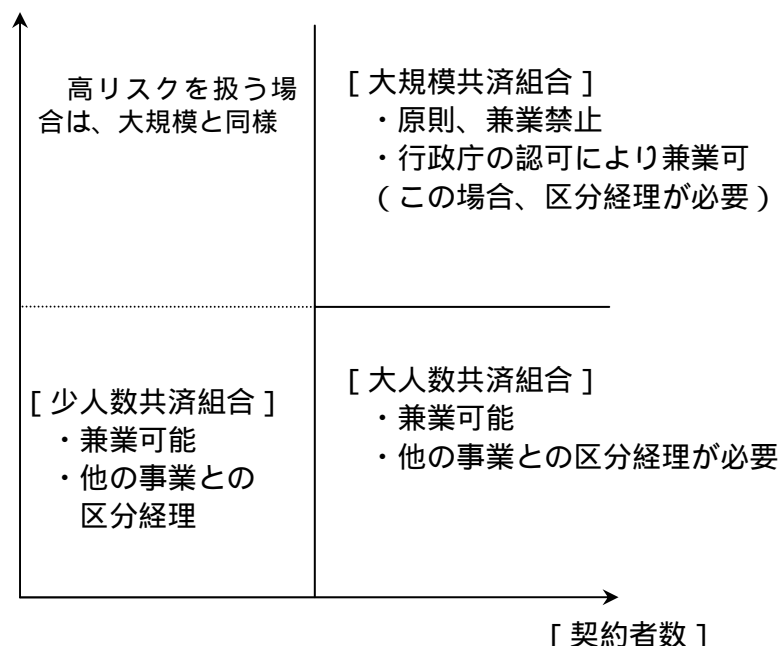 高リスクを扱う場
合は、大規模と同様
[ 大規模共済組合 ]
・原則、兼業禁止
・行政庁の認可により兼業可
( この場合、区分経理が必要 )
[ 少人数共済組合 ]
・兼業可能
・他の事業との
区分経理
[ 大人数共済組合 ]
・兼業可能
・他の事業との区分経理が必要
[ 契約者数 ]